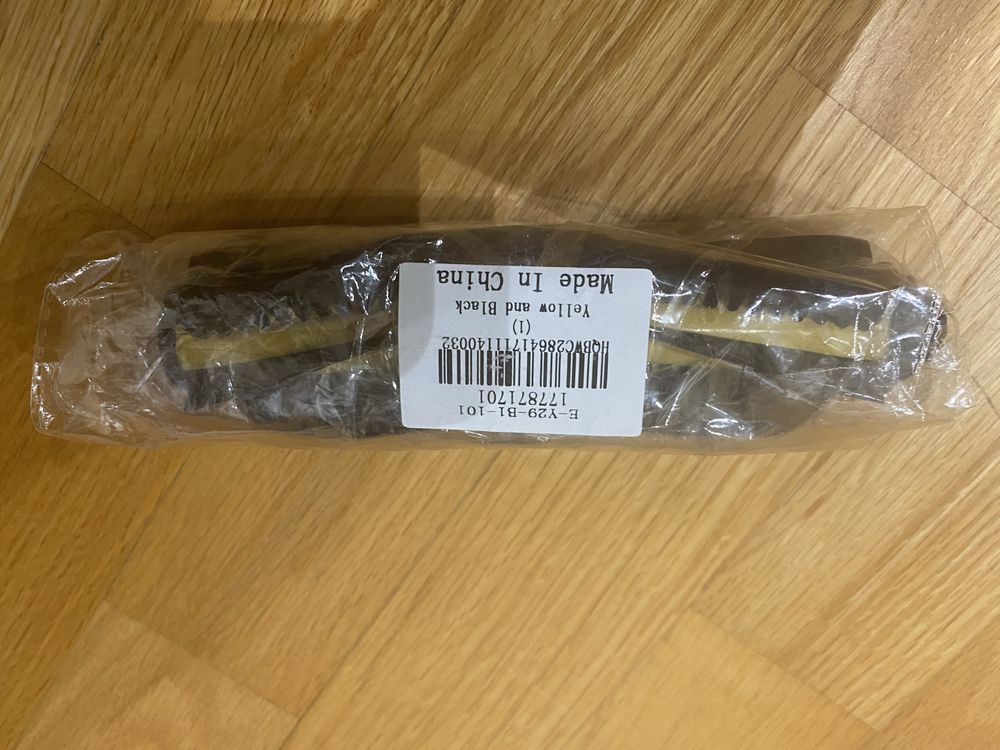 E-Y29-B1-101
177871701
HQBWC28641711140032
(1)
Yellow and Black
Made In China